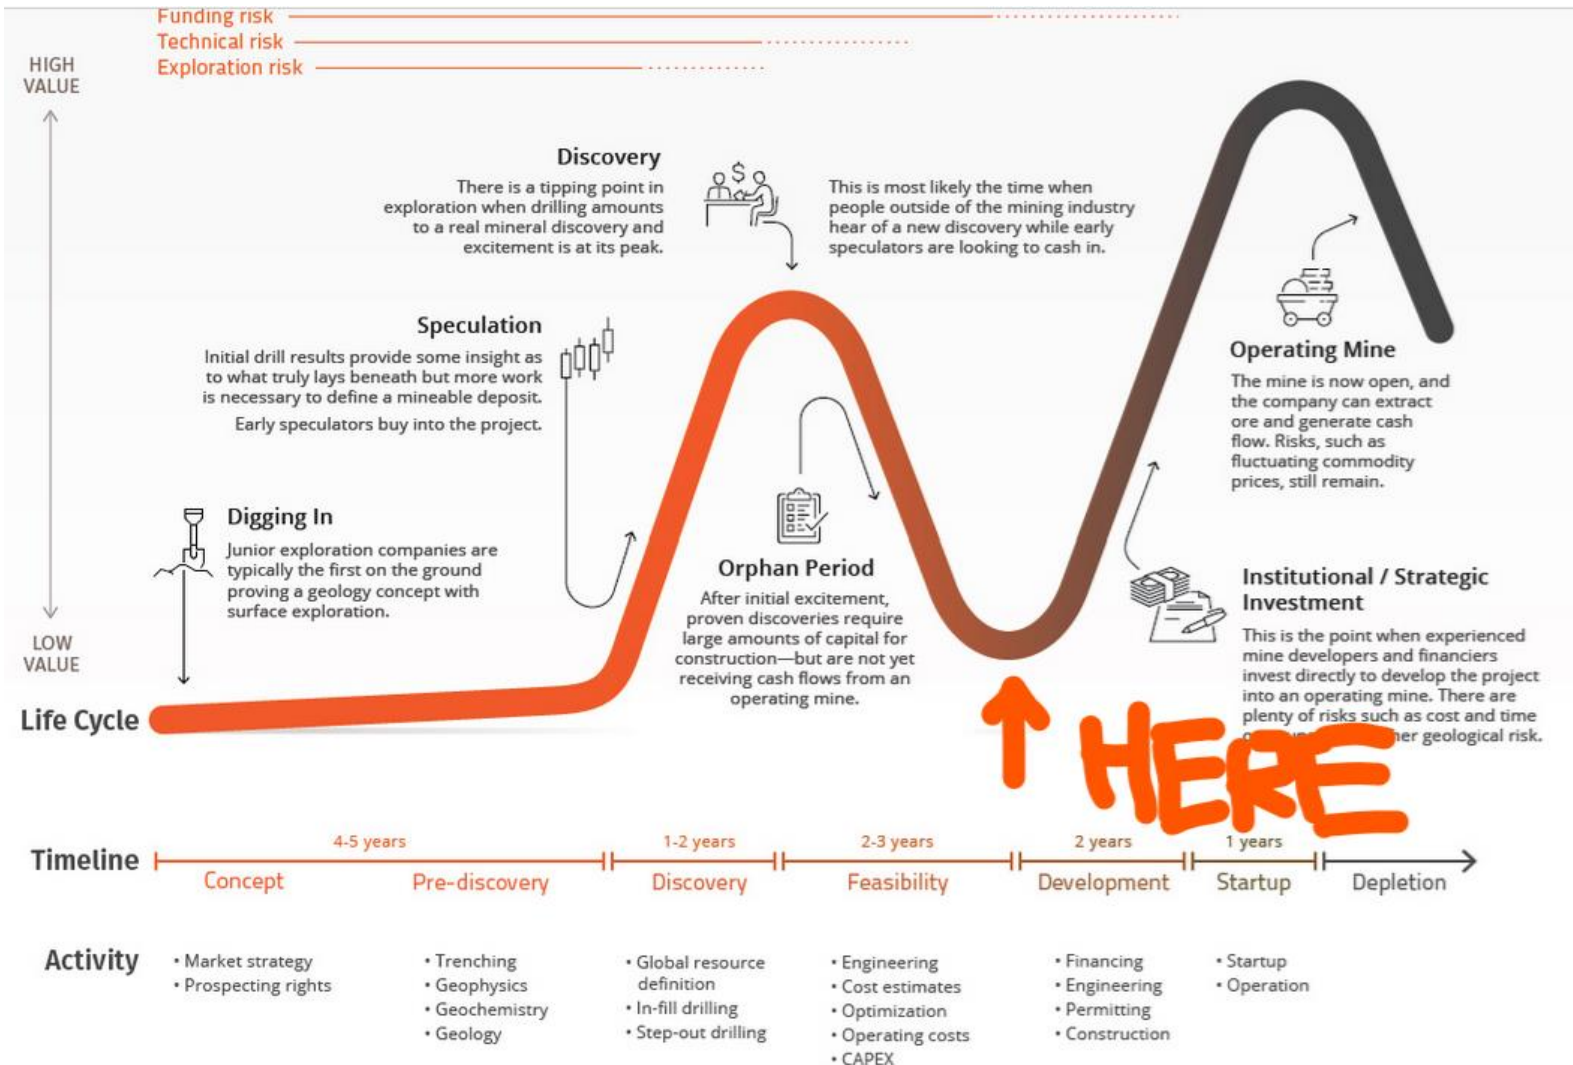 Funding risk
Technical risk
Exploration risk
HIGH
VALUE
LOW
VALUE
Discovery
There is a tipping point in
exploration when drilling amounts
to a real mineral discovery and
excitement is at its peak.
This is most likely the time when
people outside of the mining industry
hear of a new discovery while early
speculators are looking to cash in.
Speculation
Initial drill results provide some insight as
to what truly lays beneath but more work
is necessary to define a mineable deposit.
Early speculators buy into the project.
Digging In
Junior exploration companies are
typically the first on the ground
proving a geology concept with
surface exploration.
Orphan Period
After initial excitement,
proven discoveries require
large amounts of capital for
construction—but are not yet
receiving cash flows from an
operating mine.
Operating Mine
The mine is now open, and
the company can extract
ore and generate cash
flow. Risks, such as
fluctuating commodity
prices, still remain.
Institutional / Strategic
Investment
This is the point when experienced
mine developers and financiers
invest directly to develop the project
into an operating mine. There are
plenty of risks such as cost and time
geological risk.
HERE
Life Cycle
Timeline
4-5 years
1-2 years
2-3 years
2 years
1 years
Concept
Pre-discovery
Discovery
Feasibility
Development
Startup
Depletion
Activity
• Market strategy
• Prospecting rights
• Trenching
• Geophysics
• Geochemistry
• Geology
• Global resource
definition
• In-fill drilling
• Step-out drilling
• Engineering
• Cost estimates
• Optimization
• Operating costs
• CAPEX
• Financing
• Engineering
• Permitting
• Construction
• Startup
• Operation